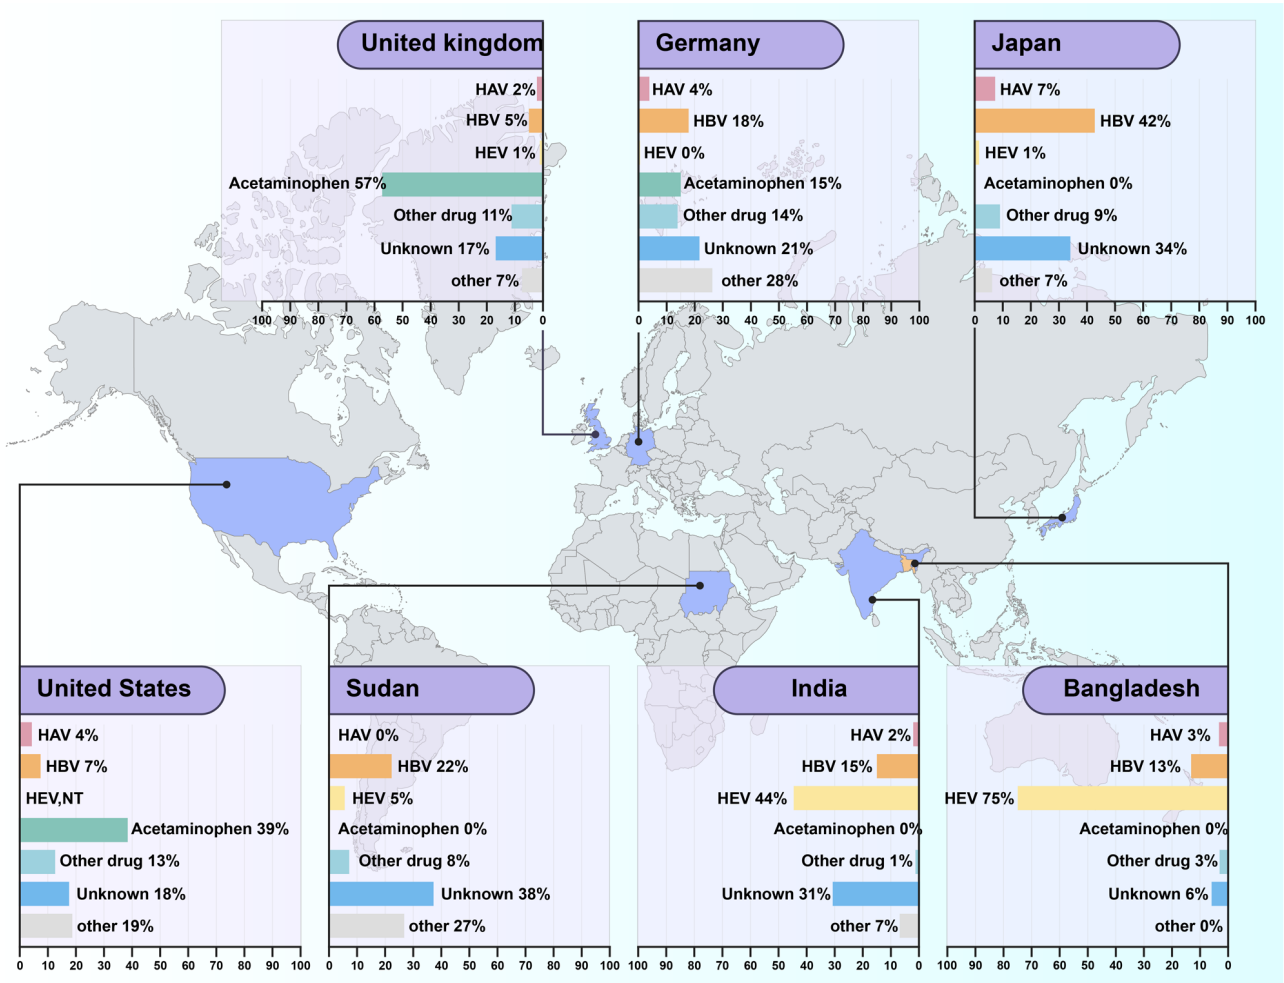 United kingdom
HAV 2%
HBV 5%
HEV 1%
Acetaminophen 57%
Other drug 11%
Unknown 17%
other 7%
100 90 80 70 60 50 40 30 20 10 0
Germany
HAV 4%
HBV 18%
HEV 0%
Acetaminophen 15%
Other drug 14%
Unknown 21%
other 28%
0 10 20 30 40 50 60 70 80 90 100
Japan
HAV 7%
HBV 42%
HEV 1%
Acetaminophen 0%
Other drug 9%
Unknown 34%
other 7%
0 10 20 30 40 50 60 70 80 90 100
United States
HAV 4%
HBV 7%
HEV,NT
Acetaminophen 39%
Other drug 13%
Unknown 18%
other 19%
0 10 20 30 40 50 60 70 80 90 100
Sudan
HAV 0%
HBV 22%
HEV 5%
Acetaminophen 0%
Other drug 8%
Unknown 38%
other 27%
0 10 20 30 40 50 60 70 80 90 100
India
HAV 2%
HBV 15%
HEV 44%
Acetaminophen 0%
Other drug 1%
Unknown 31%
other 7%
100 90 80 70 60 50 40 30 20 10 0
Bangladesh
HAV 3%
HBV 13%
HEV 75%
Acetaminophen 0%
Other drug 3%
Unknown 6%
other 0%
100 90 80 70 60 50 40 30 20 10 0